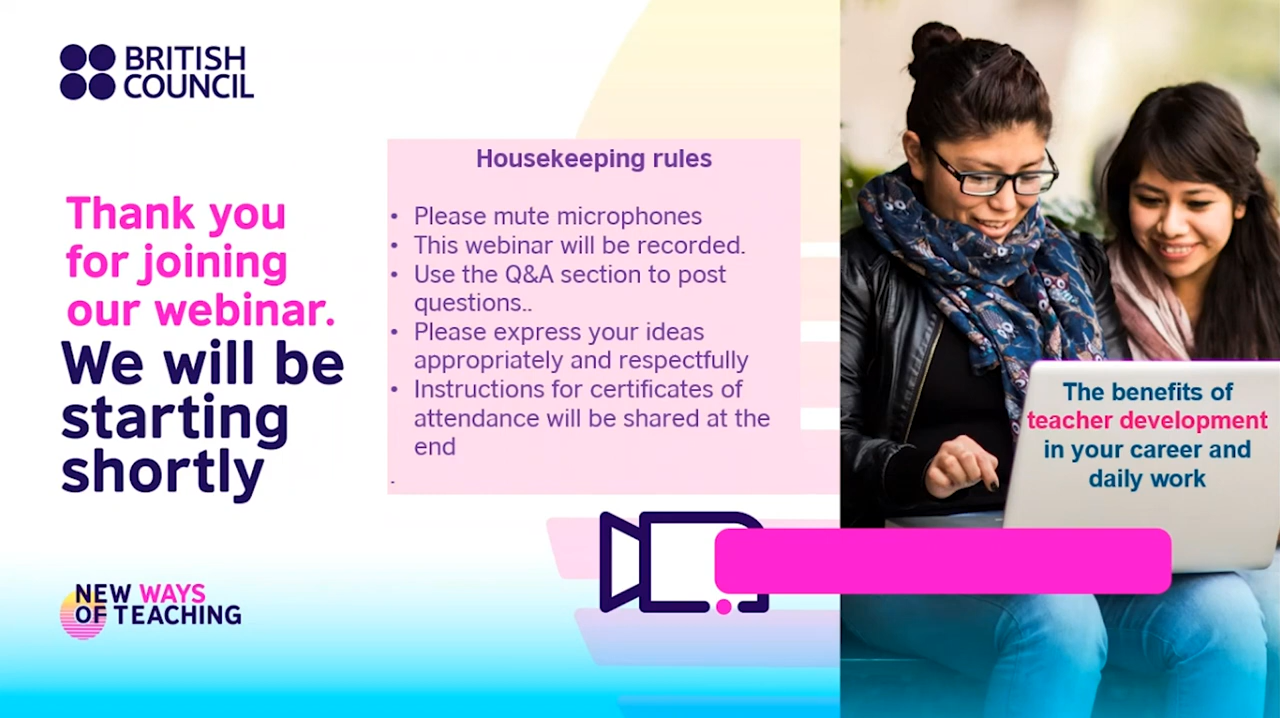 BRITISH
COUNCIL
Thank you
for joining
our webinar.
We will be
starting
shortly
Housekeeping rules
• Please mute microphones
• This webinar will be recorded.
• Use the Q&A section to post
questions..
• Please express your ideas
appropriately and respectfully
• Instructions for certificates of
attendance will be shared at the
end
.
The benefits of
teacher development
in your career and
daily work
NEW WAYS
OF TEACHING